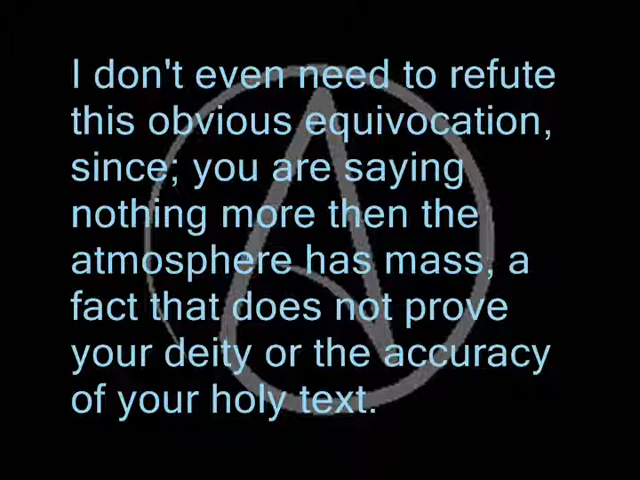 I don't even need to refute
this obvious equivocation,
since; you are saying
nothing more then the
atmosphere has mass, a
fact that does not prove
your deity or the accuracy
of your holy text.